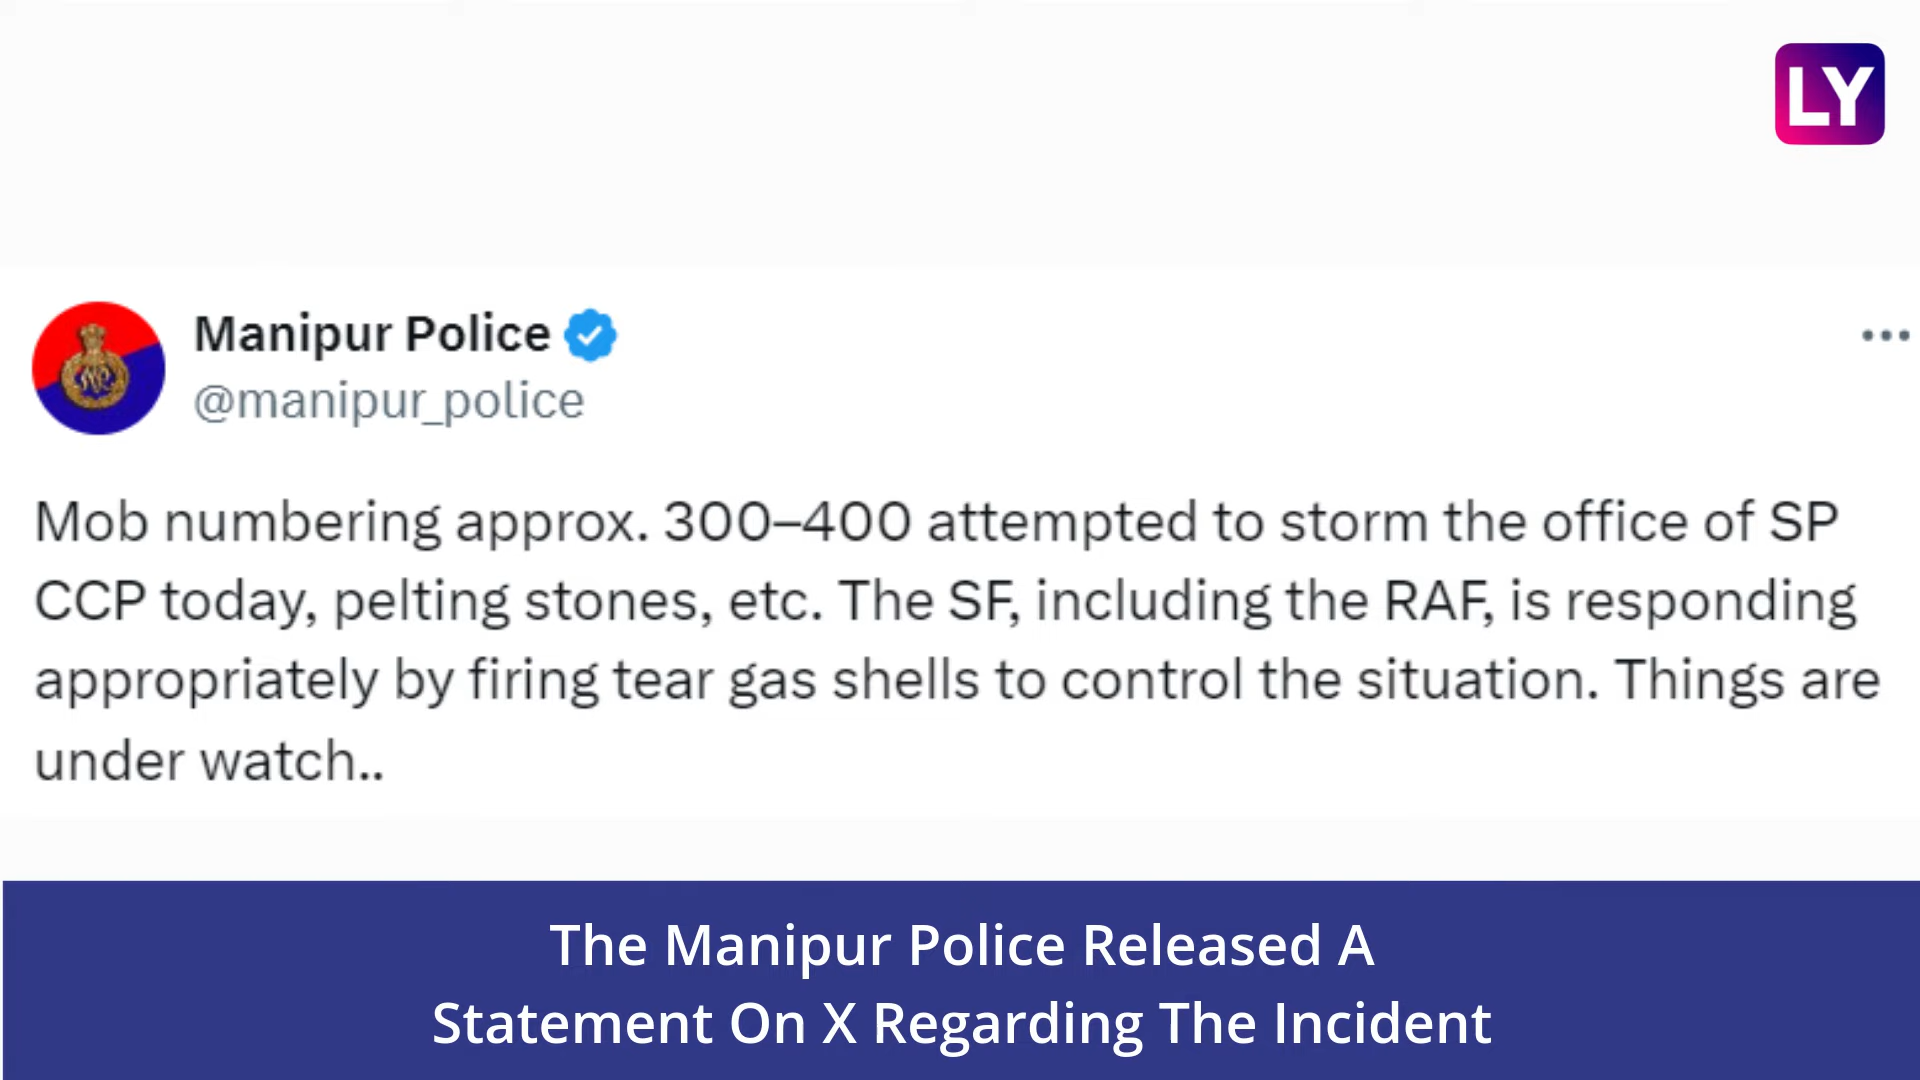 LY
Manipur Police
@manipur_police
Mob numbering approx. 300–400 attempted to storm the office of SP
CCP today, pelting stones, etc. The SF, including the RAF, is responding
appropriately by firing tear gas shells to control the situation. Things are
under watch..
The Manipur Police Released A
Statement On X Regarding The Incident